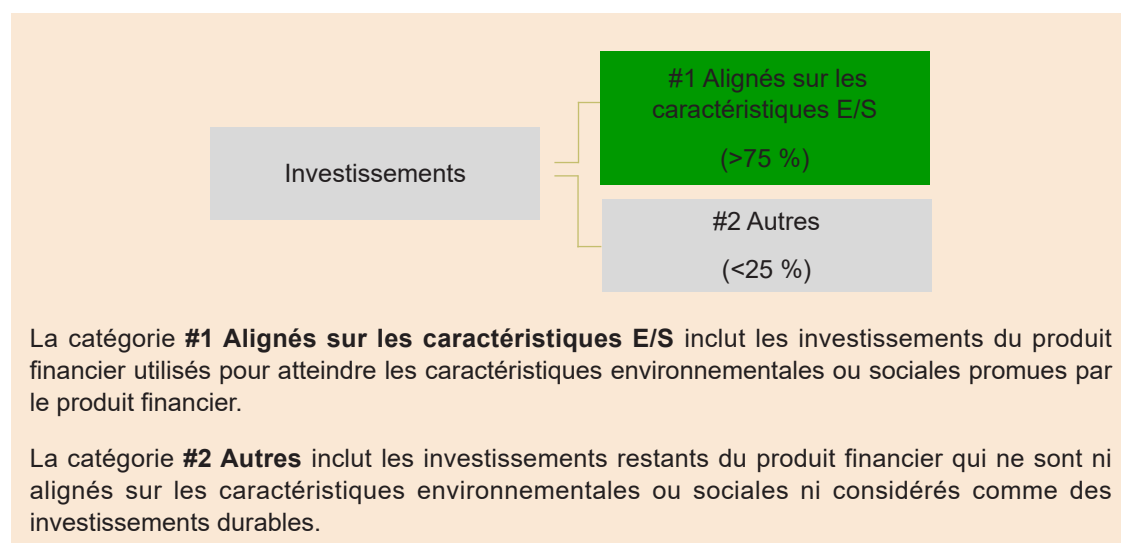 #1 Alignés sur les
caractéristiques E/S
(>75 %)
Investissements
#2 Autres
(<25 %)
La catégorie #1 Alignés sur les caractéristiques E/S inclut les investissements du produit
financier utilisés pour atteindre les caractéristiques environnementales ou sociales promues par
le produit financier.
La catégorie #2 Autres inclut les investissements restants du produit financier qui ne sont ni
alignés sur les caractéristiques environnementales ou sociales ni considérés comme des
investissements durables.